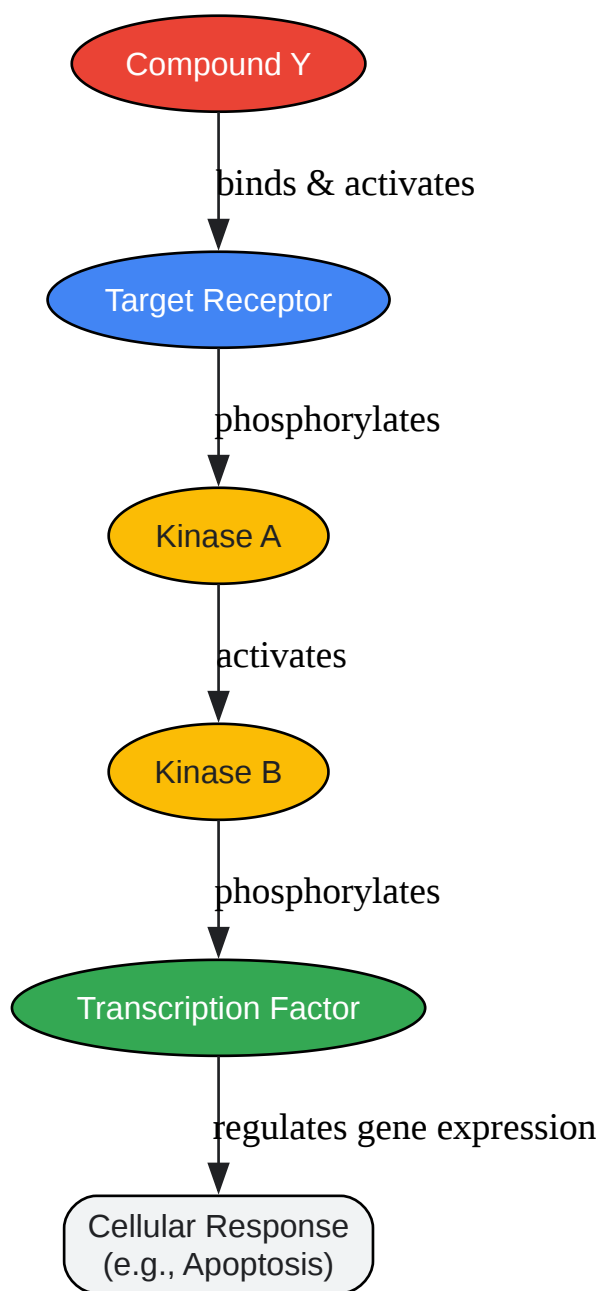 Compound Y
binds & activates
Target Receptor
phosphorylates
Kinase A
activates
Kinase B
phosphorylates
Transcription Factor
regulates gene expression
Cellular Response
(e.g., Apoptosis)